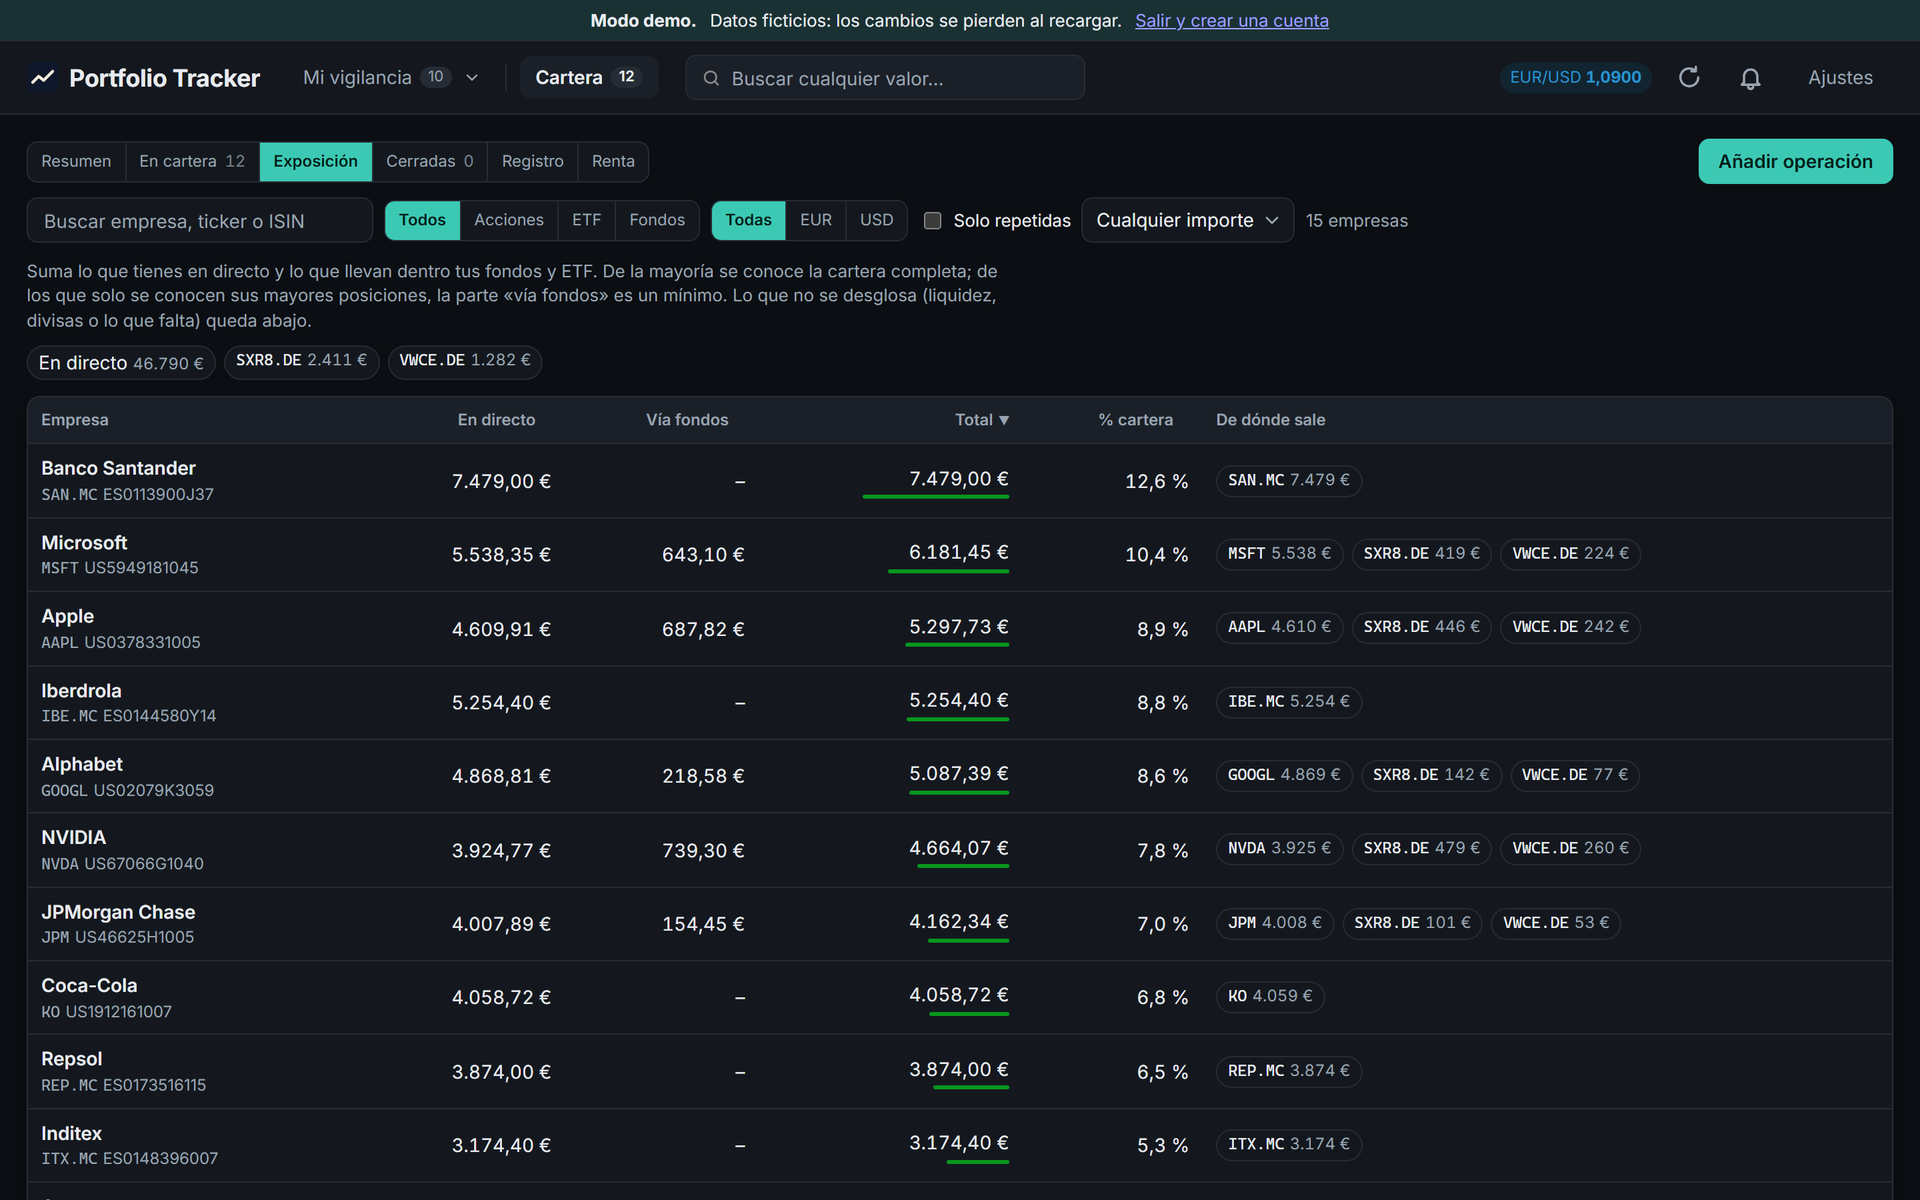 Modo demo. Datos ficticios: los cambios se pierden al recargar. Salir y crear una cuenta
Portfolio Tracker Mi vigilancia 10 Cartera 12 Buscar cualquier valor... EUR/USD 1,0900 Ajustes
Resumen En cartera 12 Exposición Cerradas 0 Registro Renta Añadir operación
Buscar empresa, ticker o ISIN Todos Acciones ETF Fondos Todas EUR USD Solo repetidas Cualquier importe 15 empresas
Suma lo que tienes en directo y lo que llevan dentro tus fondos y ETF. De la mayoría se conoce la cartera completa; de
los que solo se conocen sus mayores posiciones, la parte «vía fondos» es un mínimo. Lo que no se desglosa (liquidez,
divisas o lo que falta) queda abajo.
En directo 46.790 € SXR8.DE 2.411 € VWCE.DE 1.282 €
Empresa En directo Vía fondos Total ▼ % cartera De dónde sale
Banco Santander
SAN.MC ES0113900J37
7.479,00 € – 7.479,00 € 12,6 % SAN.MC 7.479 €
Microsoft
MSFT US5949181045
5.538,35 € 643,10 € 6.181,45 € 10,4 % MSFT 5.538 € SXR8.DE 419 € VWCE.DE 224 €
Apple
AAPL US0378331005
4.609,91 € 687,82 € 5.297,73 € 8,9 % AAPL 4.610 € SXR8.DE 446 € VWCE.DE 242 €
Iberdrola
IBE.MC ES0144580Y14
5.254,40 € – 5.254,40 € 8,8 % IBE.MC 5.254 €
Alphabet
GOOGL US02079K3059
4.868,81 € 218,58 € 5.087,39 € 8,6 % GOOGL 4.869 € SXR8.DE 142 € VWCE.DE 77 €
NVIDIA
NVDA US67066G1040
3.924,77 € 739,30 € 4.664,07 € 7,8 % NVDA 3.925 € SXR8.DE 479 € VWCE.DE 260 €
JPMorgan Chase
JPM US46625H1005
4.007,89 € 154,45 € 4.162,34 € 7,0 % JPM 4.008 € SXR8.DE 101 € VWCE.DE 53 €
Coca-Cola
KO US1912161007
4.058,72 € – 4.058,72 € 6,8 % KO 4.059 €
Repsol
REP.MC ES0173516115
3.874,00 € – 3.874,00 € 6,5 % REP.MC 3.874 €
Inditex
ITX.MC ES0148396007
3.174,40 € – 3.174,40 € 5,3 % ITX.MC 3.174 €